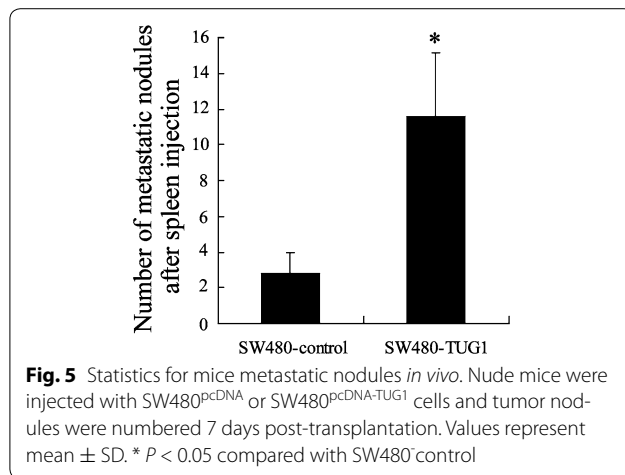 Number of metastatic nodules
after spleen injection
16
14
12
10
8
6
4
2
0
*
SW480-control
SW480-TUG1
Fig. 5 Statistics for mice metastatic nodules in vivo. Nude mice were
injected with SW480pcDNA or SW480pcDNA-TUG1 cells and tumor nod-
ules were numbered 7 days post-transplantation. Values represent
mean ± SD. * P < 0.05 compared with SW480-control